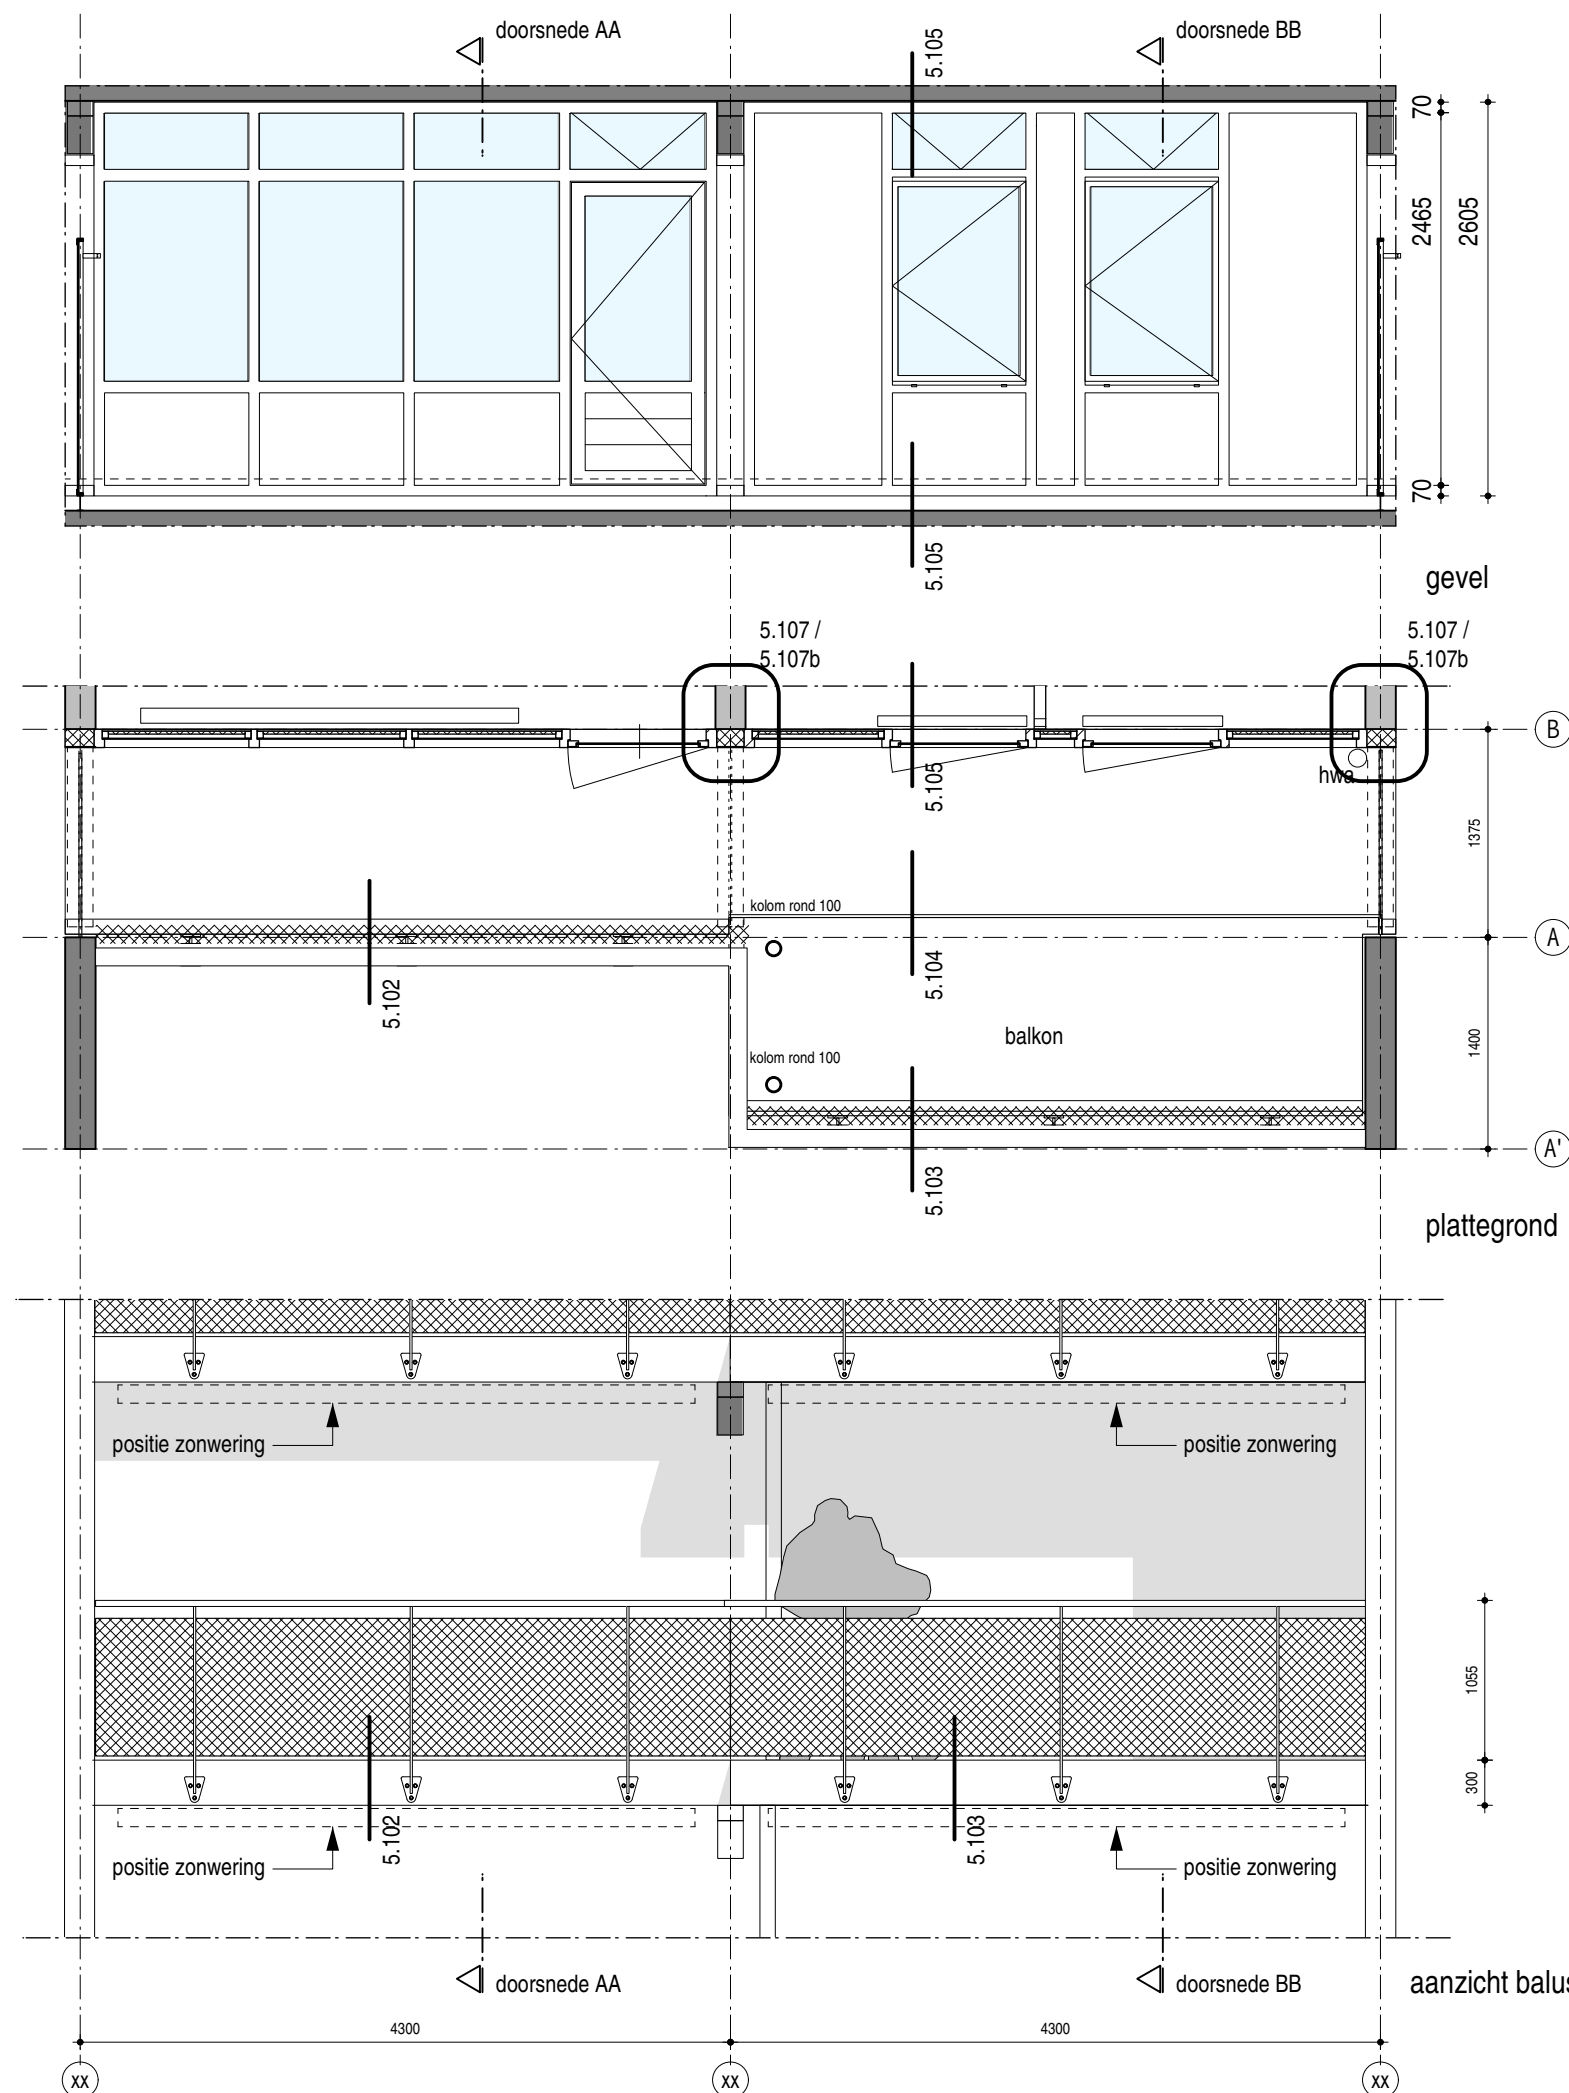 doorsnede AA
doorsnede BB
5.105
70
2465
2605
70
5.105
gevel
5.107 /
5.107b
5.107 /
5.107b
B
5.105
hwa
1375
kolom rond 100
A
5.102
5.104
balkon
1400
kolom rond 100
A'
5.103
plattegrond
positie zonwering
positie zonwering
1055
300
5.102
5.103
positie zonwering
positie zonwering
doorsnede AA
doorsnede BB
aanzicht balus
4300
4300
xx
xx
xx